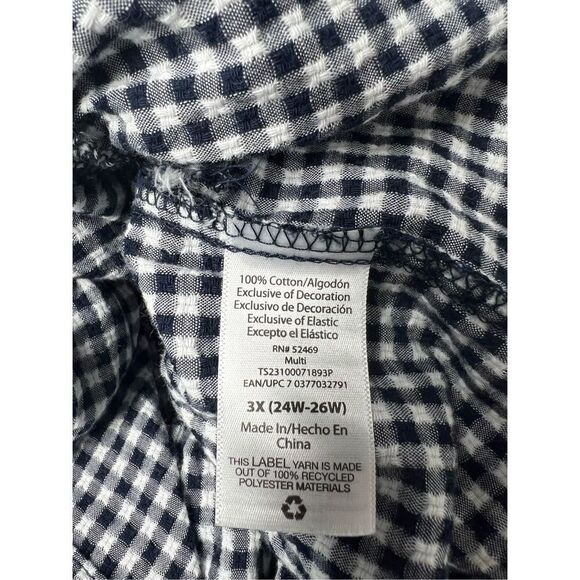 100% Cotton/Algodón
Exclusive of Decoration
Exclusivo de Decoración
Exclusive of Elastic
Excepto el Elástico
RN# 52469
Multi
TS23100071893P
EAN/UPC 7 0377032791
3X (24W-26W)
Made In/Hecho En
China
THIS LABEL YARN IS MADE
OUT OF 100% RECYCLED
POLYESTER MATERIALS